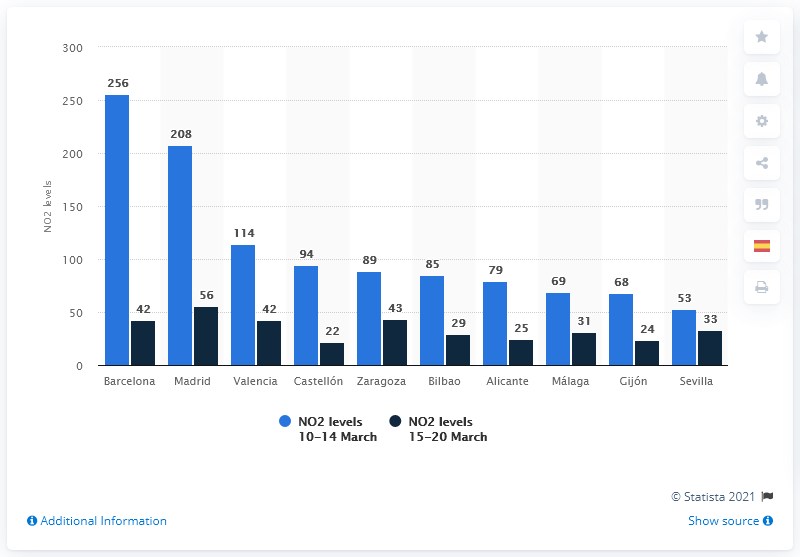 300
250
200
150
100
50
0
NO2 levels
256
42
208
56
114
42
94
22
89
43
85
29
79
25
69
31
68
24
53
33
Barcelona
Madrid
Valencia
Castellón
Zaragoza
Bilbao
Alicante
Málaga
Gijón
Sevilla
NO2 levels
10-14 March
NO2 levels
15-20 March
© Statista 2021
Additional Information
Show source